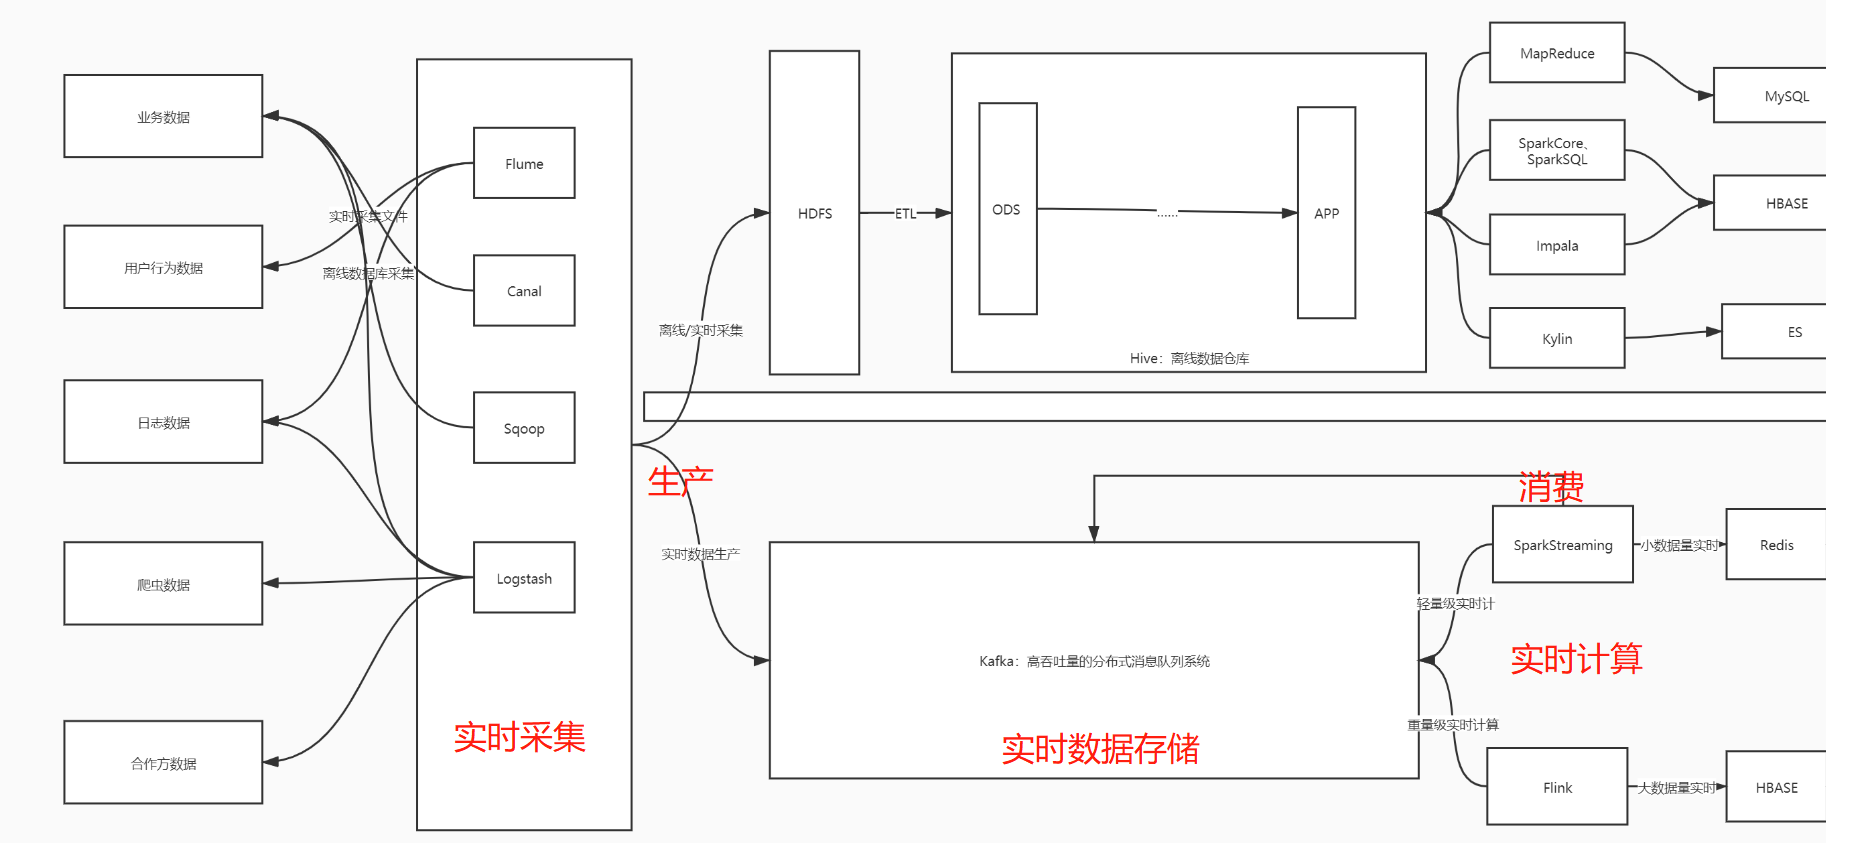 业务数据
用户行为数据
日志数据
爬虫数据
合作方数据
实时采集文件
离线数据库采集
Flume
Canal
Sqoop
Logstash
实时采集
离线/实时采集
生产
实时数据生产
HDFS
ETL
ODS
......
APP
Hive：离线数据仓库
MapReduce
SparkCore、
SparkSQL
Impala
Kylin
MySQL
HBASE
ES
Kafka：高吞吐量的分布式消息队列系统
实时数据存储
消费
SparkStreaming
小数据量实时
Redis
轻量级实时计
实时计算
重量级实时计算
Flink
大数据量实时
HBASE